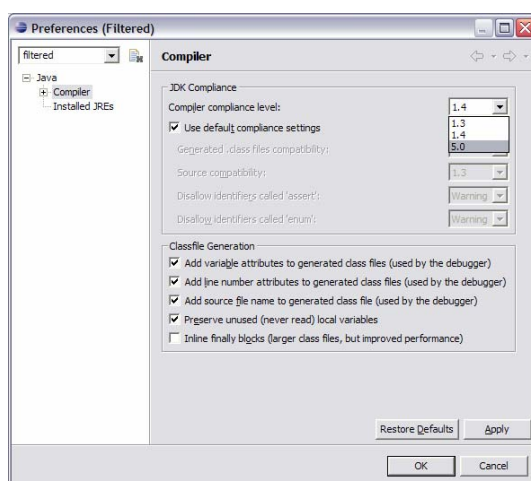 Preferences (Filtered)
filtered
Compiler
Java
Compiler
Installed JREs
JDK Compliance
Compiler compliance level:
1.4
1.3
1.4
5.0
Use default compliance settings
Generated .class files compatibility:
Source compatibility:
1.3
Disallow identifiers called 'assert':
Warning
Disallow identifiers called 'enum':
Warning
Classfile Generation
Add variable attributes to generated class files (used by the debugger)
Add line number attributes to generated class files (used by the debugger)
Add source file name to generated class file (used by the debugger)
Preserve unused (never read) local variables
Inline finally blocks (larger class files, but improved performance)
Restore Defaults
Apply
OK
Cancel